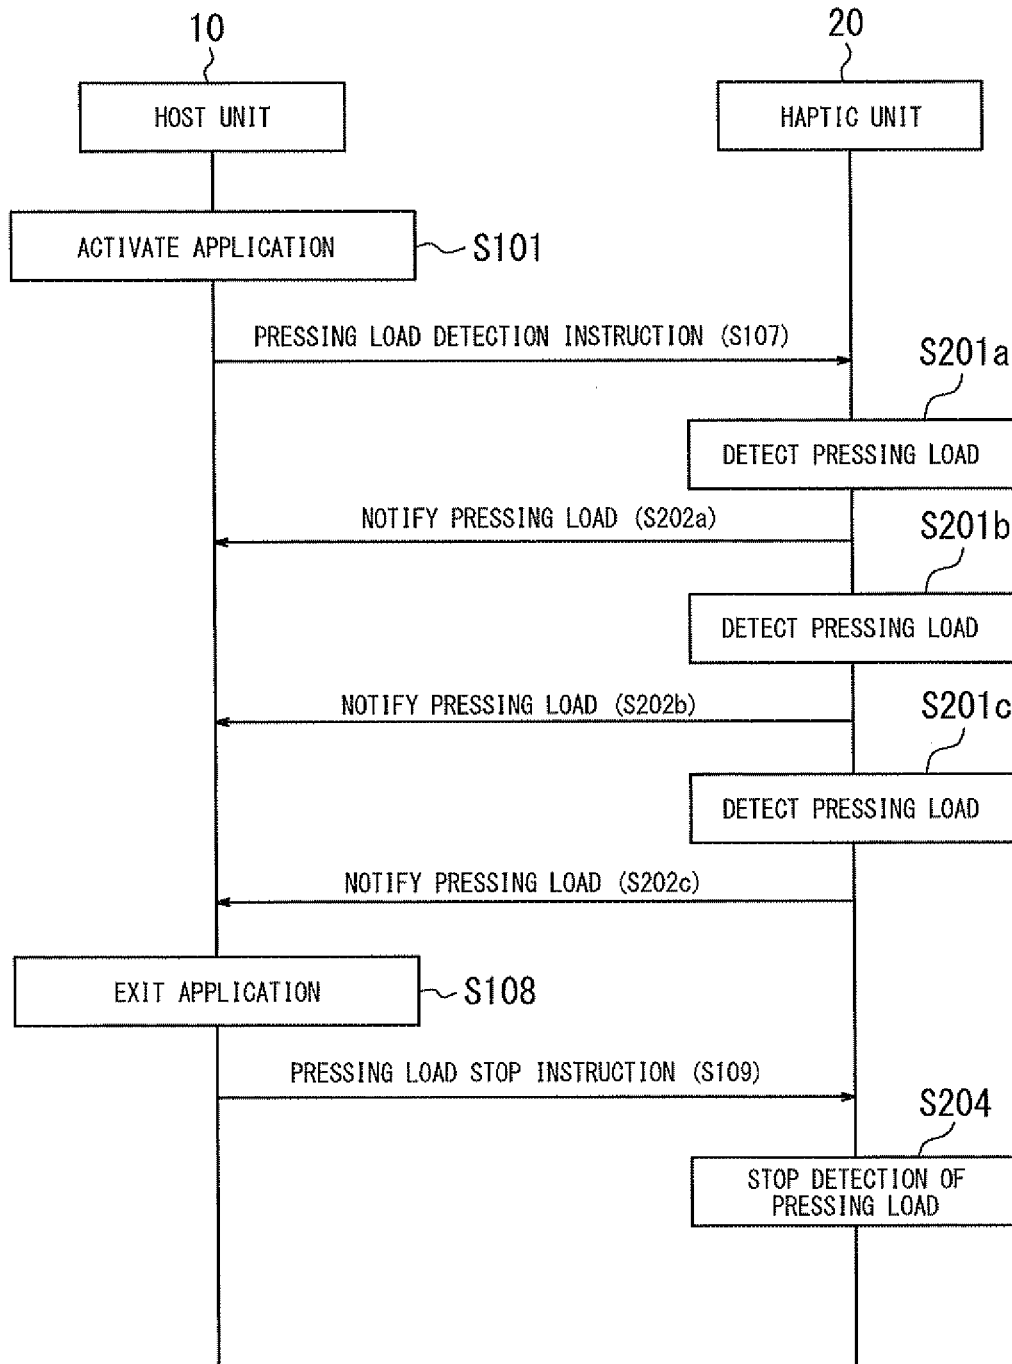 10
20
HOST UNIT
HAPTIC UNIT
ACTIVATE APPLICATION
S101
PRESSING LOAD DETECTION INSTRUCTION (S107)
S201a
DETECT PRESSING LOAD
NOTIFY PRESSING LOAD (S202a)
S201b
DETECT PRESSING LOAD
NOTIFY PRESSING LOAD (S202b)
S201c
DETECT PRESSING LOAD
NOTIFY PRESSING LOAD (S202c)
EXIT APPLICATION
S108
PRESSING LOAD STOP INSTRUCTION (S109)
S204
STOP DETECTION OF
PRESSING LOAD